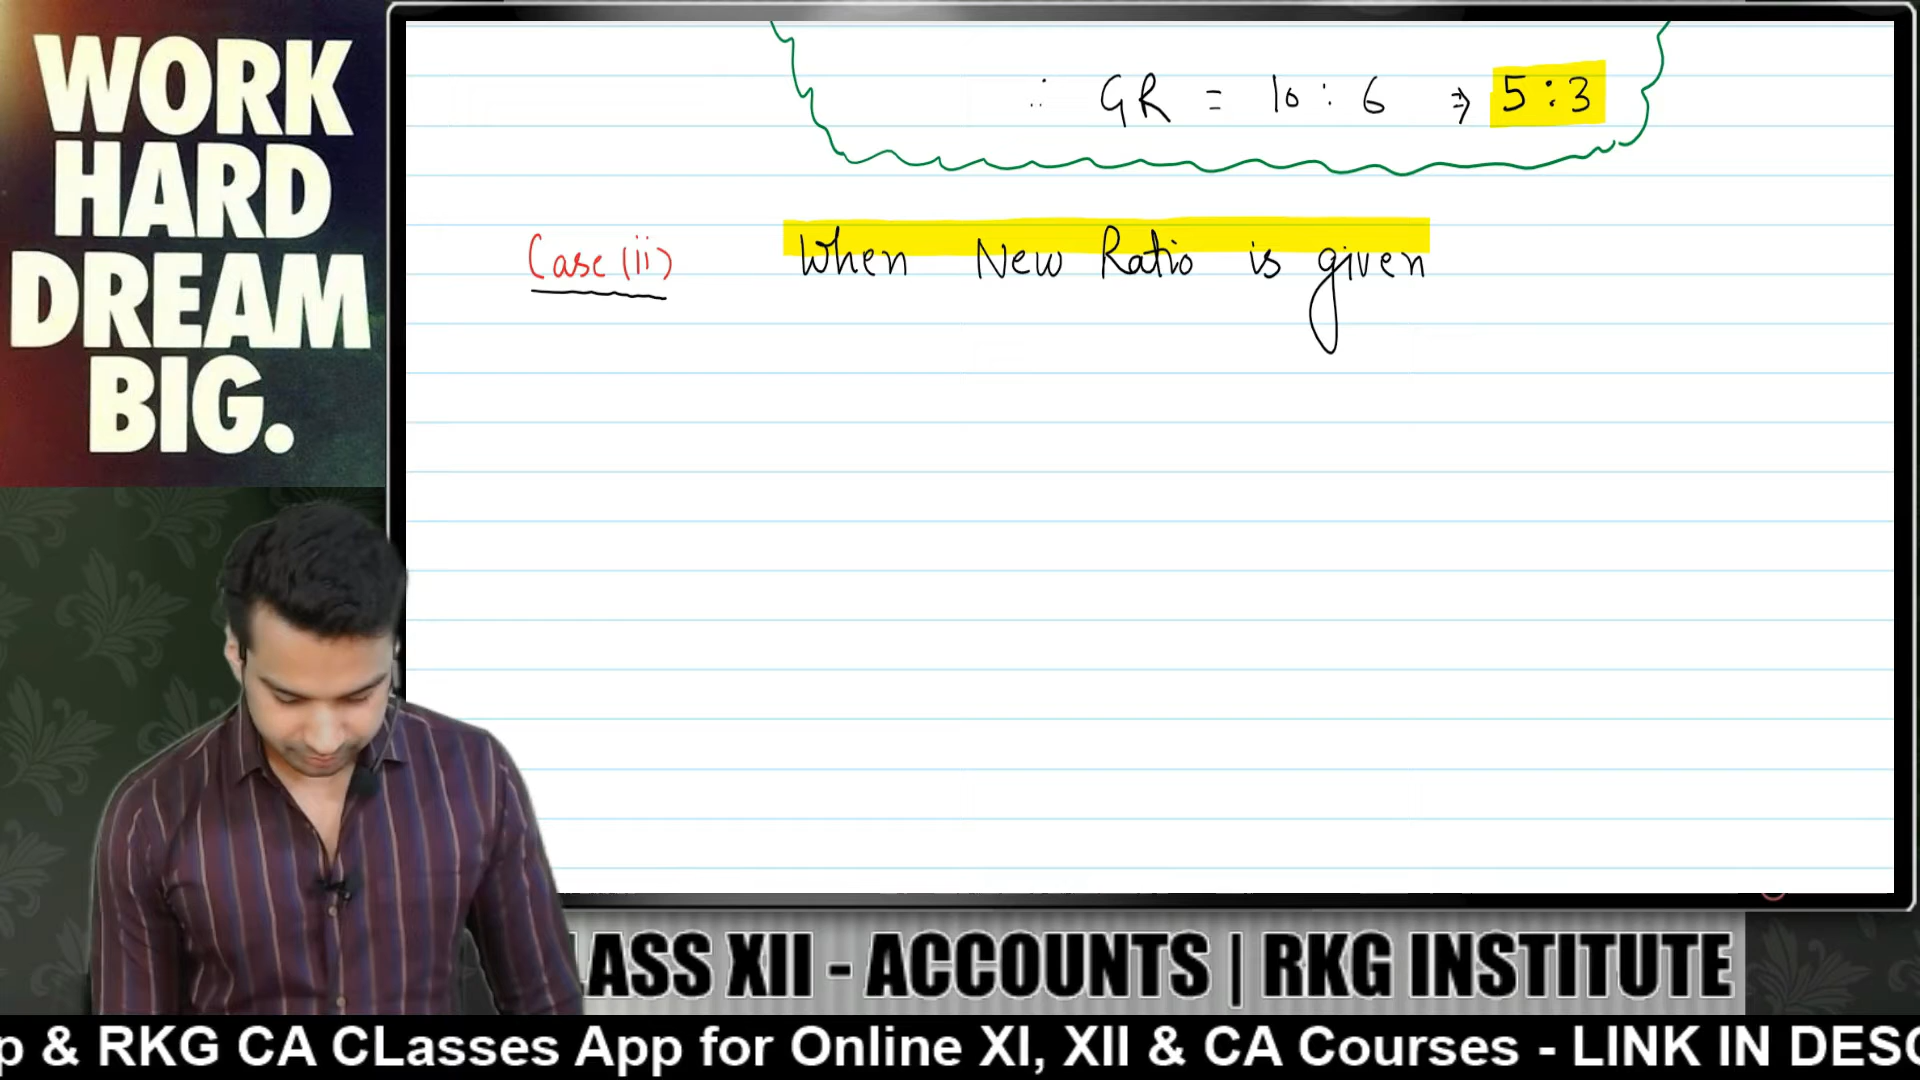 WORK
HARD
DREAM
BIG.
∴ GR = 10 : 6 ⇒ 5:3
Case (ii) When New Ratio is given
LASS XII - ACCOUNTS | RKG INSTITUTE
p & RKG CA CLasses App for Online XI, XII & CA Courses - LINK IN DESC